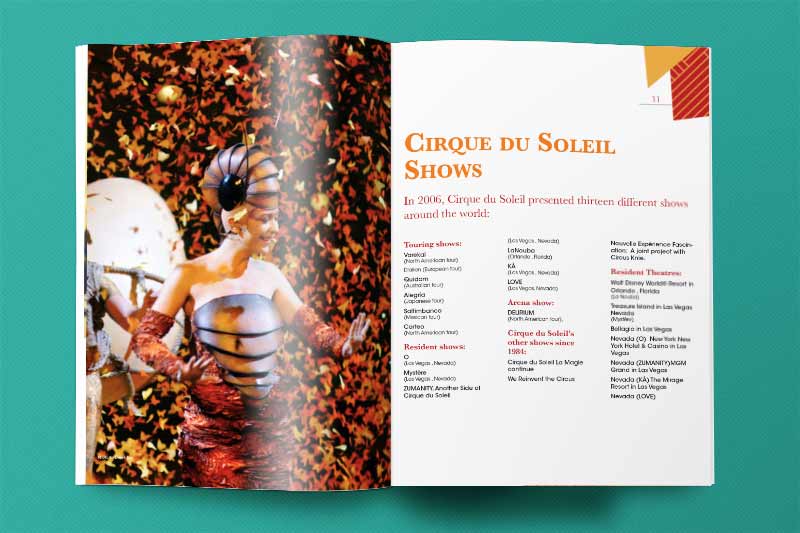 11
CIRQUE DU SOLEIL
SHOWS
In 2006, Cirque du Soleil presented thirteen different shows
around the world:
Touring shows:
Varekai
(North American tour)
Dralion (European tour)
Quidam
(Australian tour)
Alegria
(Japanese tour)
Saltimbanco
(Mexican tour)
Corteo
(North American tour)
Resident shows:
O
(Las Vegas, Nevada)
Mystère
(Las Vegas, Nevada)
ZUMANITY, Another Side of
Cirque du Soleil
(Las Vegas, Nevada)
LaNouba
(Orlando, Florida)
KÀ
(Las Vegas, Nevada)
LOVE
(Las Vegas, Nevada)
Arena show:
DELIRIUM
(North American tour),
Cirque du Soleil's
other shows since
1984:
Cirque du Soleil La Magie
continue
We Reinvent the Circus
Nouvelle Expérience Fascin-
ation: A joint project with
Circus Knie.
Resident Theatres:
Walt Disney World® Resort in
Orlando, Florida
(La Nouba)
Treasure Island in Las Vegas
Nevada
(Mystère)
Bellagio in Las Vegas
Nevada (O) New York New
York Hotel & Casino in Las
Vegas
Nevada (ZUMANITY)MGM
Grand in Las Vegas
Nevada (KÀ) The Mirage
Resort in Las Vegas
Nevada (LOVE)